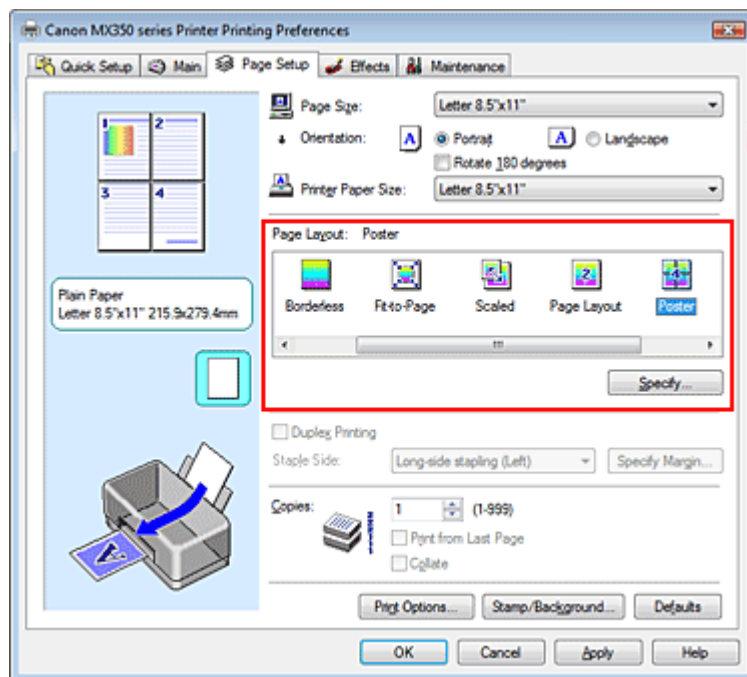 Canon MX350 series Printer Printing Preferences
Quick Setup Main Page Setup Effects Maintenance
1 2
3 4
Plain Paper
Letter 8.5"x11" 215.9x279.4mm
Page Size: Letter 8.5"x11"
Orientation: A Portrait A Landscape
Rotate 180 degrees
Printer Paper Size: Letter 8.5"x11"
Page Layout: Poster
Borderless Fit-to-Page Scaled Page Layout Poster
Specify...
Duplex Printing
Staple Side: Long-side stapling (Left) Specify Margin...
Copies: 1 (1-999)
Print from Last Page
Collate
Print Options... Stamp/Background... Defaults
OK Cancel Apply Help